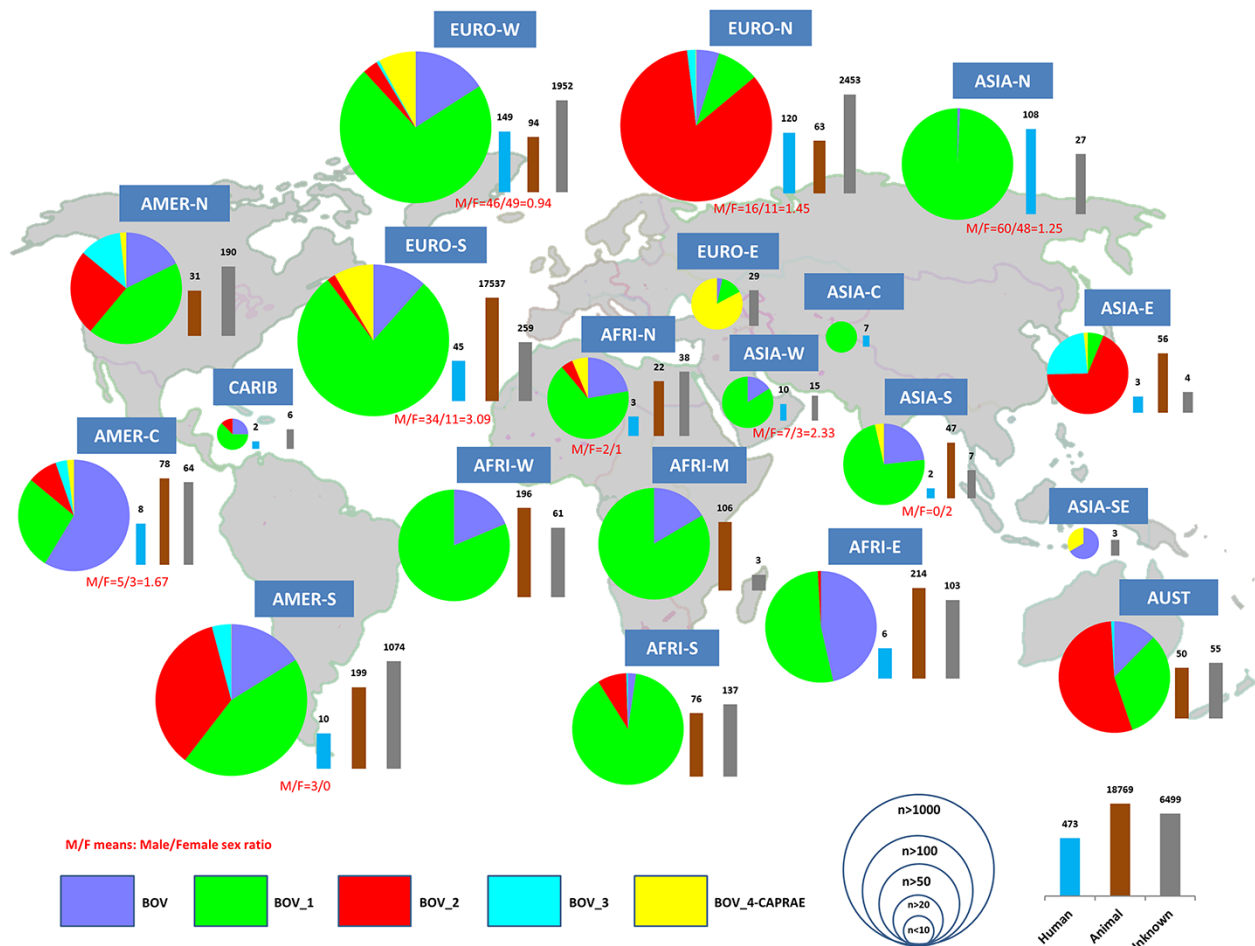 EURO-W
149
94
1952
M/F=46/49=0.94
EURO-N
120
63
2453
M/F=16/11=1.45
ASIA-N
108
27
M/F=60/48=1.25
AMER-N
31
190
EURO-S
45
17537
259
M/F=34/11=3.09
EURO-E
29
ASIA-C
7
ASIA-E
3
56
4
AFRI-N
3
22
38
M/F=2/1
ASIA-W
10
15
M/F=7/3=2.33
CARIB
2
6
ASIA-S
2
47
7
M/F=0/2
AMER-C
8
78
64
M/F=5/3=1.67
AFRI-W
196
61
AFRI-M
106
3
ASIA-SE
3
AFRI-E
6
214
103
AMER-S
10
199
1074
M/F=3/0
AFRI-S
76
137
AUST
50
55
M/F means: Male/Female sex ratio
BOV
BOV_1
BOV_2
BOV_3
BOV_4-CAPRAE
n>1000
n>100
n>50
n>20
n<10
473
18769
6499
Human
Animal
Unknown